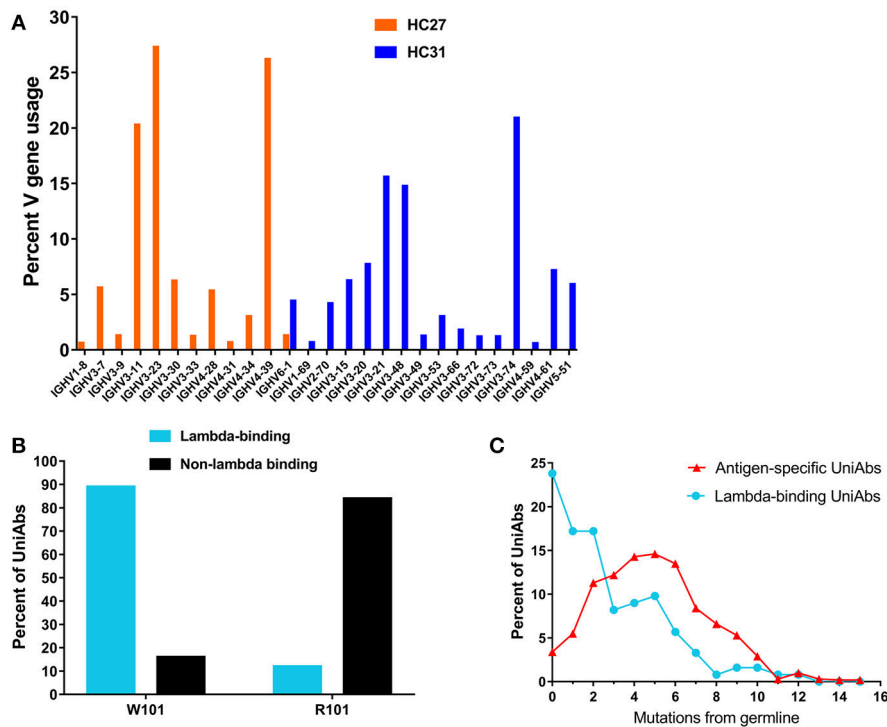 A
Percent V gene usage
30
25
20
15
10
5
0
HC27
HC31
IGHV1-8
IGHV3-7
IGHV3-9
IGHV3-11
IGHV3-23
IGHV3-30
IGHV3-33
IGHV4-28
IGHV4-31
IGHV4-34
IGHV4-39
IGHV6-1
IGHV1-69
IGHV2-70
IGHV3-15
IGHV3-20
IGHV3-21
IGHV3-48
IGHV3-49
IGHV3-53
IGHV3-66
IGHV3-72
IGHV3-73
IGHV3-74
IGHV4-59
IGHV4-61
IGHV5-51
B
Lambda-binding
Non-lambda binding
Percent of UniAbs
100
90
80
70
60
50
40
30
20
10
0
W101
R101
C
Antigen-specific UniAbs
Lambda-binding UniAbs
Percent of UniAbs
25
20
15
10
5
0
0
2
4
6
8
10
12
14
16
Mutations from germline